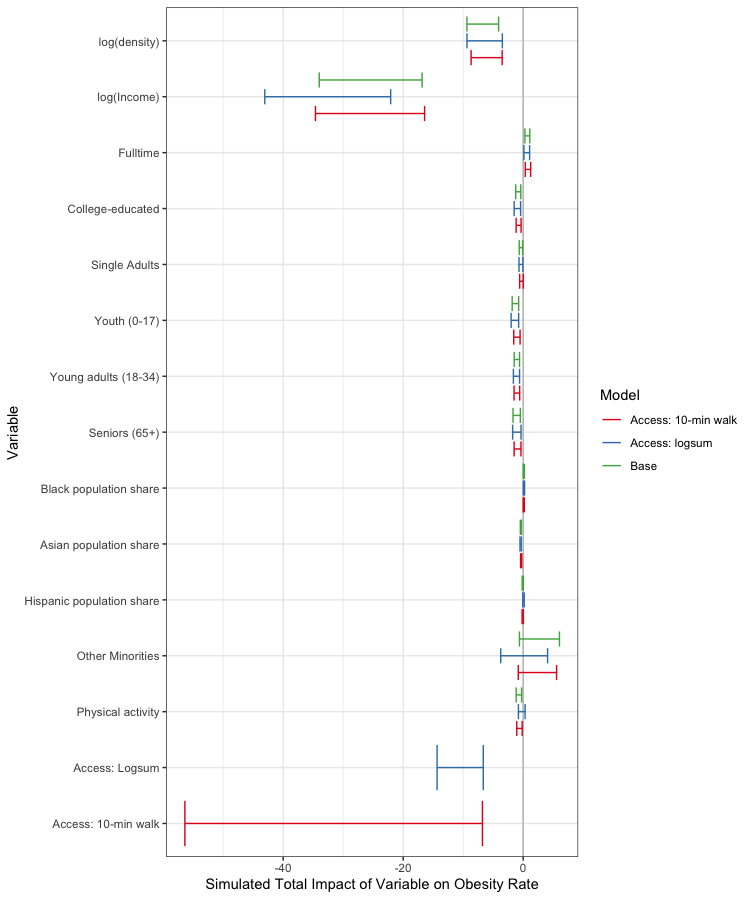 log(density)
log(Income)
Fulltime
College-educated
Single Adults
Youth (0-17)
Young adults (18-34)
Seniors (65+)
Black population share
Asian population share
Hispanic population share
Other Minorities
Physical activity
Access: Logsum
Access: 10-min walk
Variable
-40 -20 0
Simulated Total Impact of Variable on Obesity Rate
Model
Access: 10-min walk
Access: logsum
Base